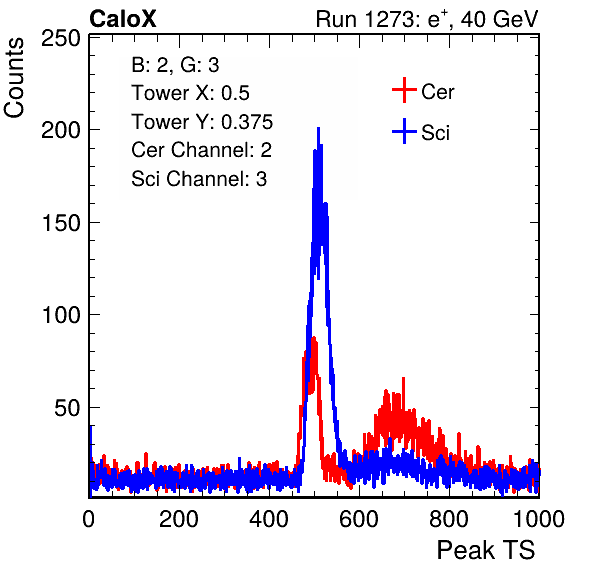 CaloX Run 1273: e⁺, 40 GeV
250
Counts
B: 2, G: 3
Tower X: 0.5
Tower Y: 0.375
Cer Channel: 2
Sci Channel: 3
Cer
Sci
200
150
100
50
0 200 400 600 800 1000
Peak TS